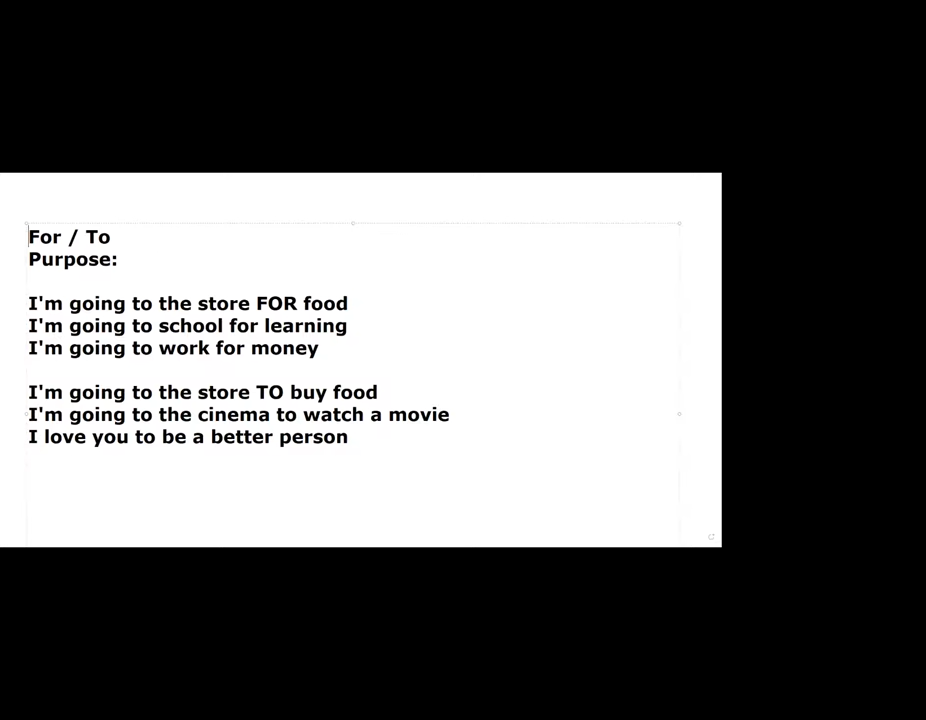 For / To
Purpose:
I'm going to the store FOR food
I'm going to school for learning
I'm going to work for money
I'm going to the store TO buy food
I'm going to the cinema to watch a movie
I love you to be a better person